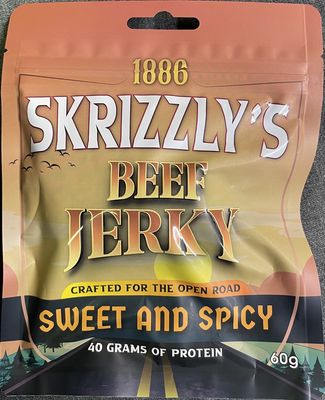 1886
SKRIZZLY'S
BEEF
JERKY
CRAFTED FOR THE OPEN ROAD
SWEET AND SPICY
40 GRAMS OF PROTEIN
60g